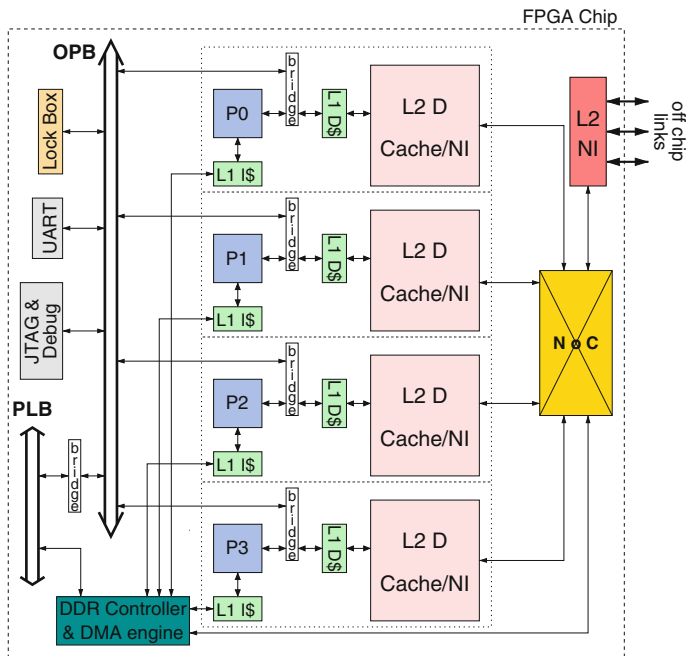 FPGA Chip
OPB
Lock Box
UART
JTAG &
Debug
PLB
bridge
bridge
P0
L1 I$
L1 D$
L2 D
Cache/NI
bridge
P1
L1 I$
L1 D$
L2 D
Cache/NI
bridge
P2
L1 I$
L1 D$
L2 D
Cache/NI
bridge
P3
L1 I$
L1 D$
L2 D
Cache/NI
L2
NI
off chip
links
N o C
DDR Controller
& DMA engine